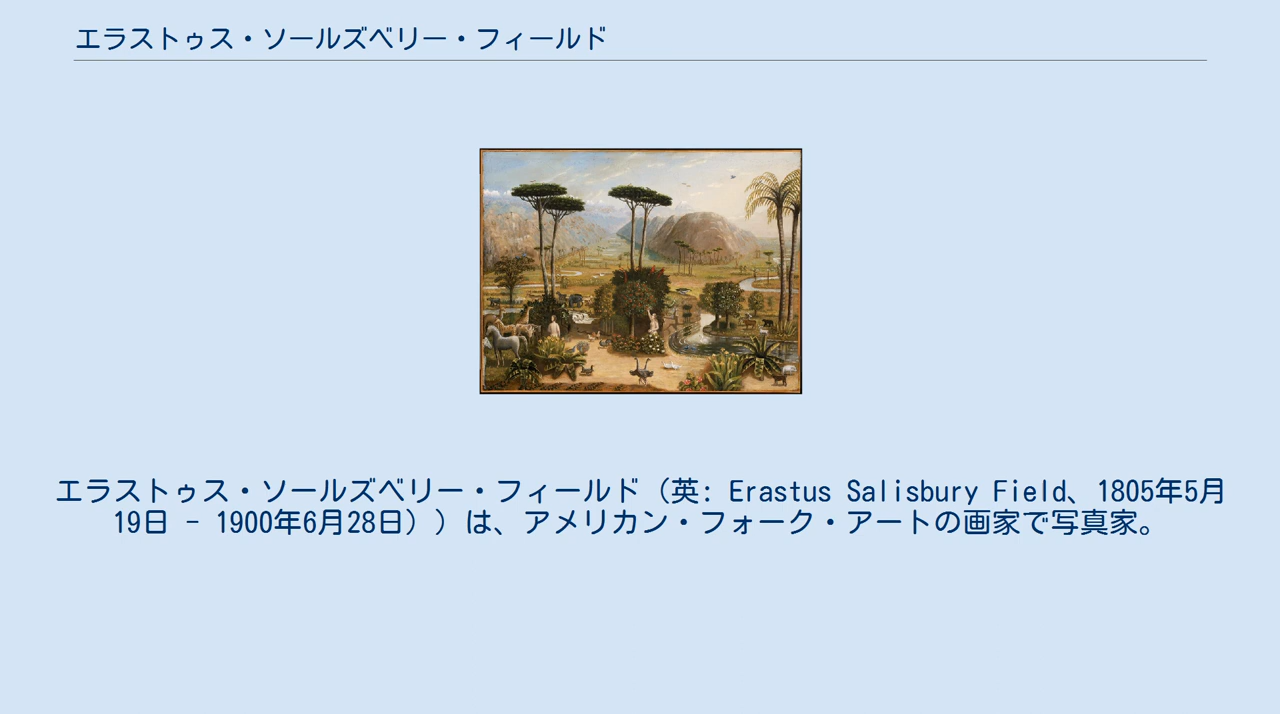 エラストゥス・ソールズベリー・フィールド
エラストゥス・ソールズベリー・フィールド（英: Erastus Salisbury Field、1805年5月
19日 - 1900年6月28日））は、アメリカン・フォーク・アートの画家で写真家。